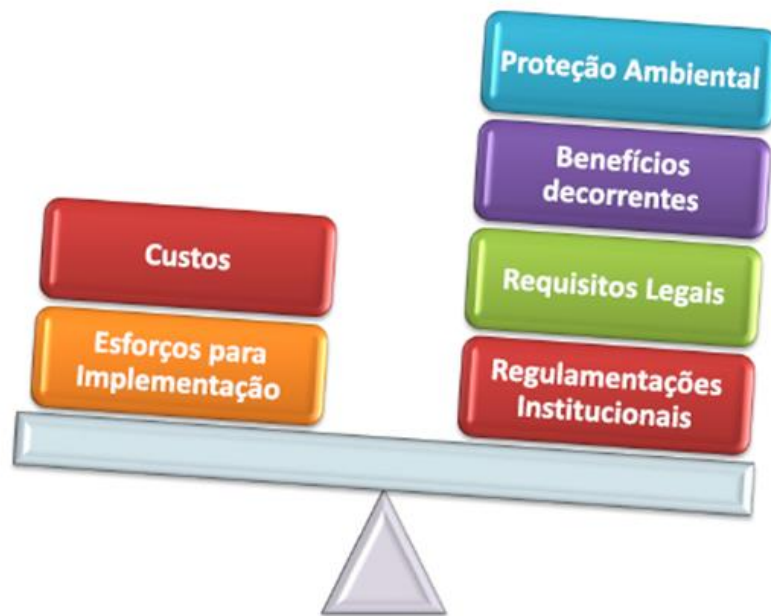 Proteção Ambiental
Benefícios
decorrentes
Custos
Requisitos Legais
Esforços para
Implementação
Regulamentações
Institucionais